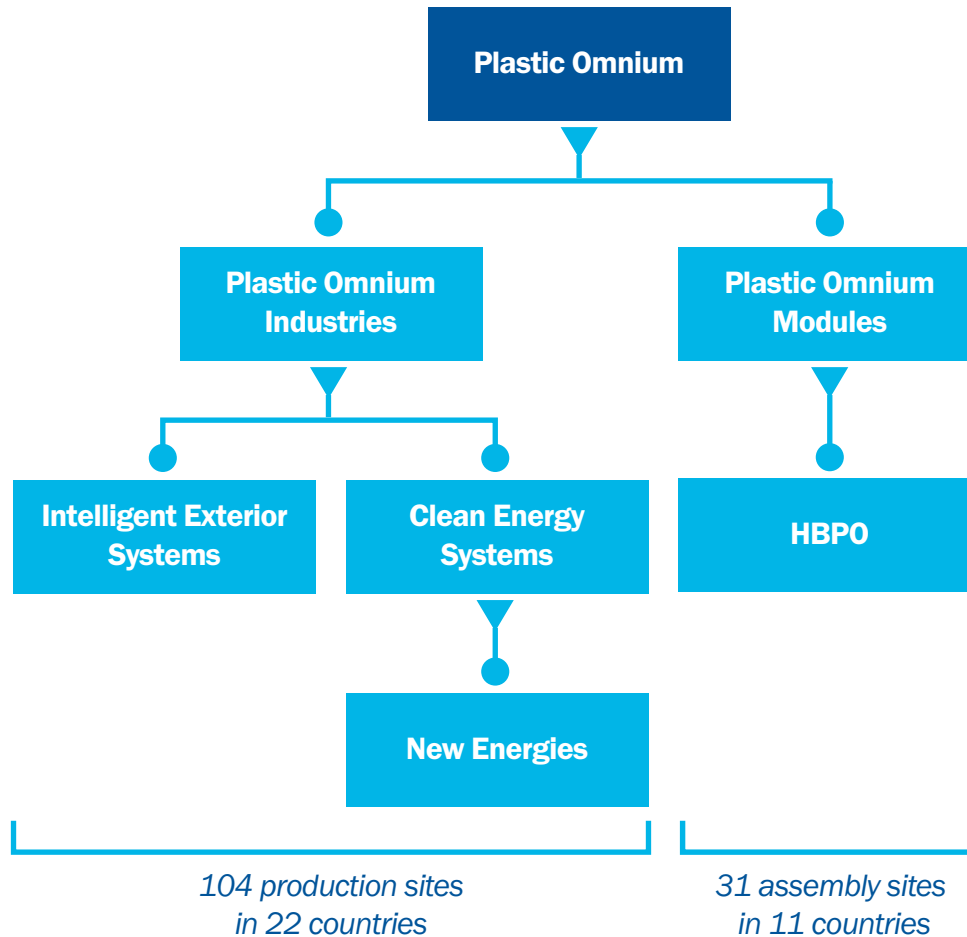 Plastic Omnium
Plastic Omnium
Industries
Plastic Omnium
Modules
Intelligent Exterior
Systems
Clean Energy
Systems
HBPO
New Energies
104 production sites
in 22 countries
31 assembly sites
in 11 countries